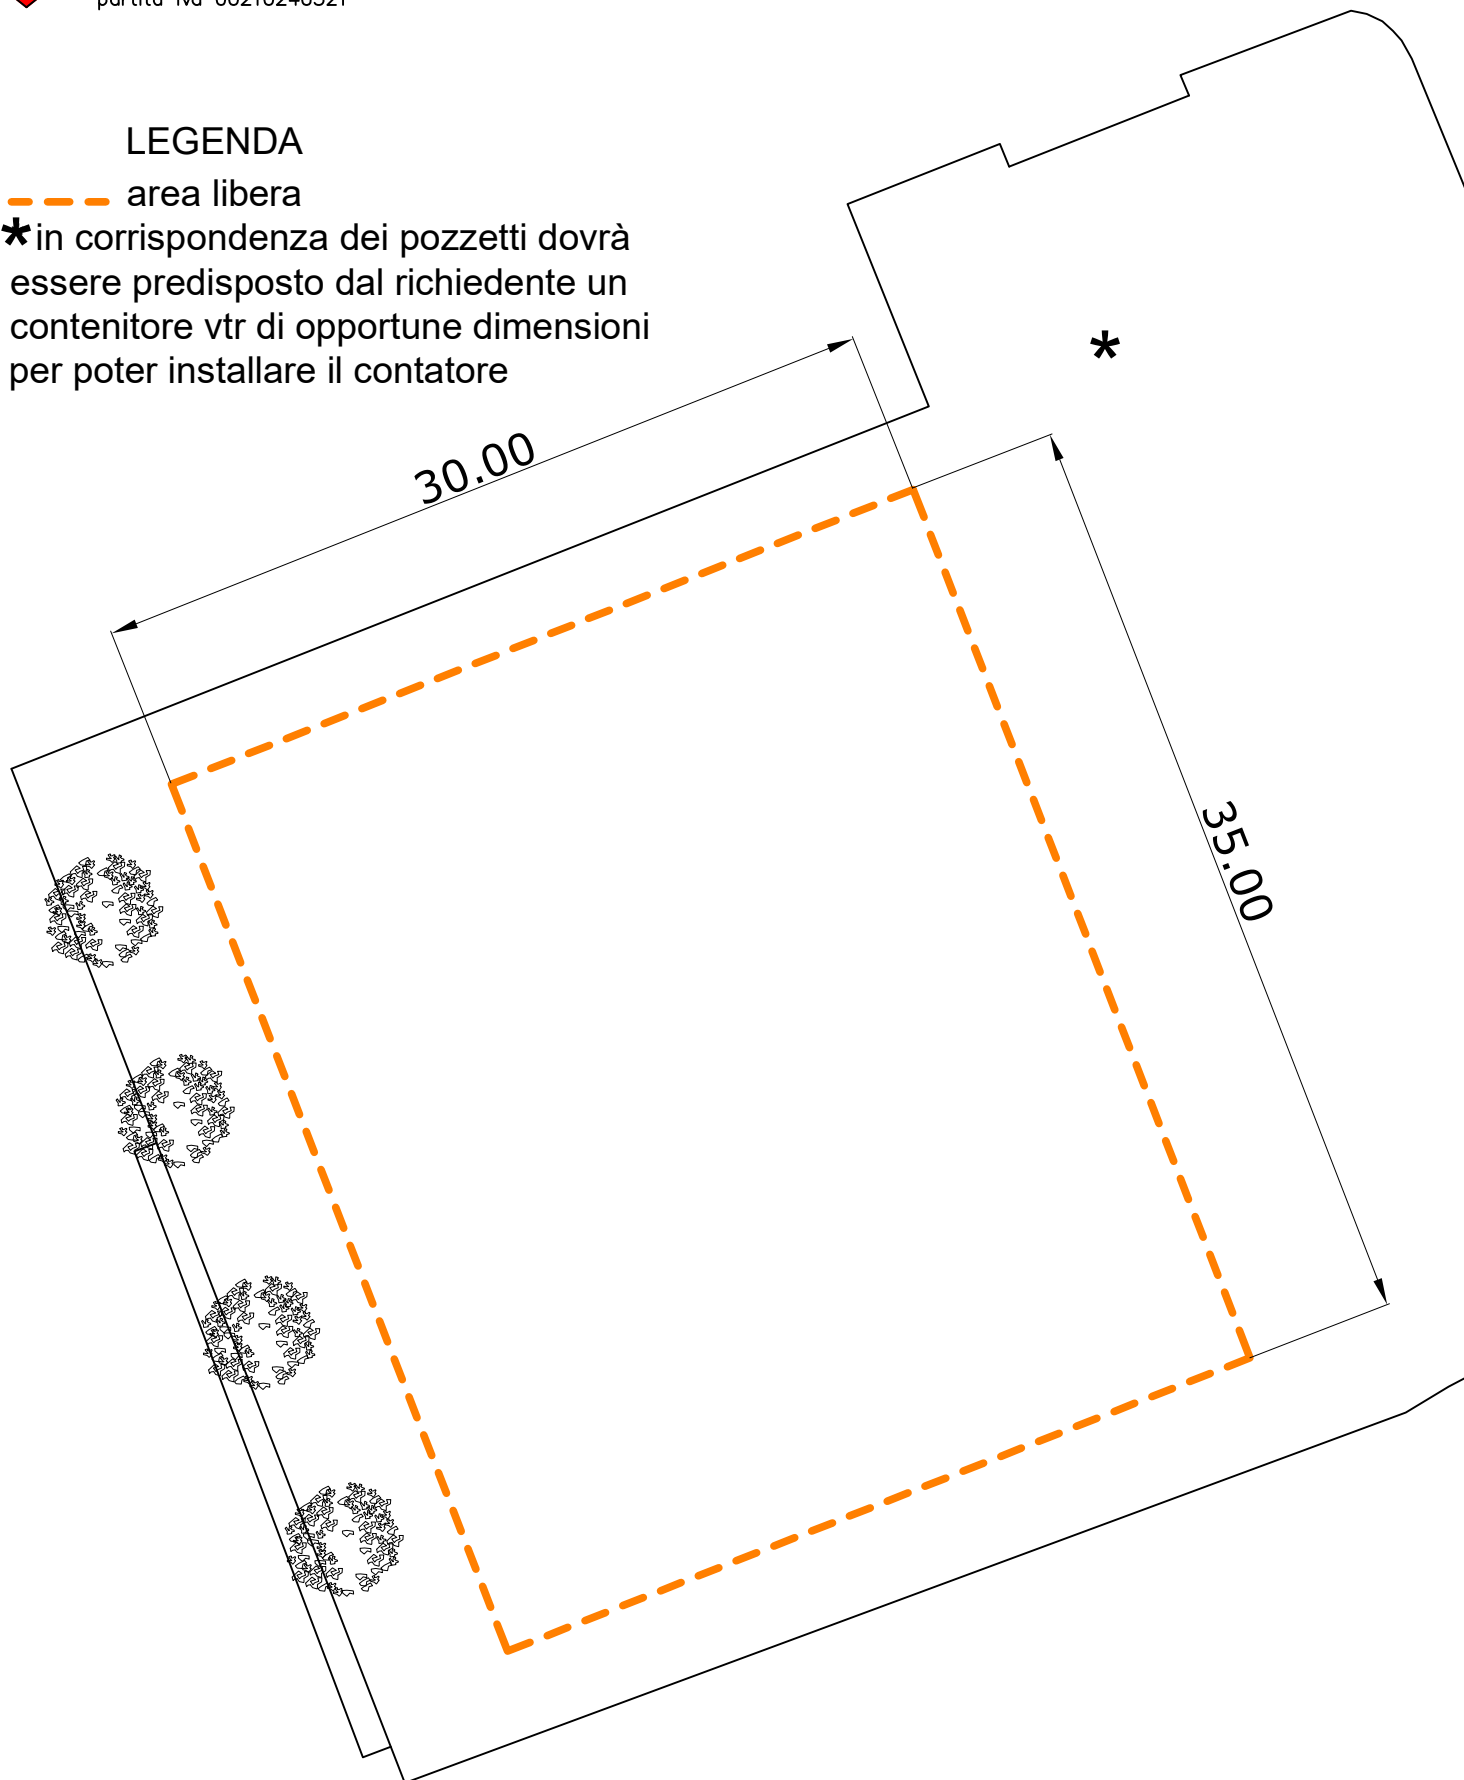 LEGENDA
area libera
* in corrispondenza dei pozzetti dovrà
essere predisposto dal richiedente un
contenitore vtr di opportune dimensioni
per poter installare il contatore
*
30.00
35.00